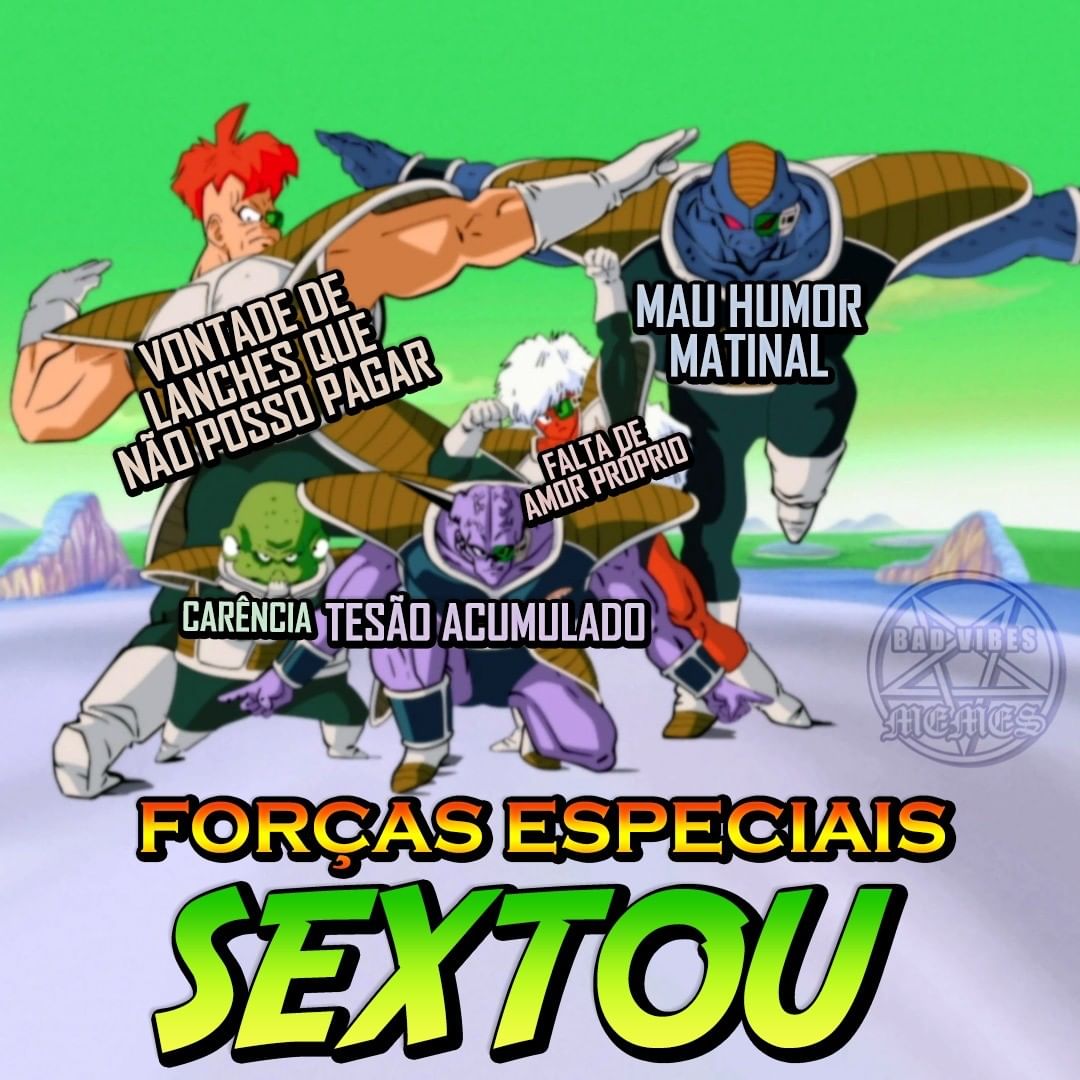 VONTADE DE
LANCHES QUE
NÃO POSSO PAGAR
MAU HUMOR
MATINAL
FALTA DE
AMOR PRÓPRIO
CARÊNCIA
TESÃO ACUMULADO
BAD VIBES
MEMES
FORÇAS ESPECIAIS
SEXTOU